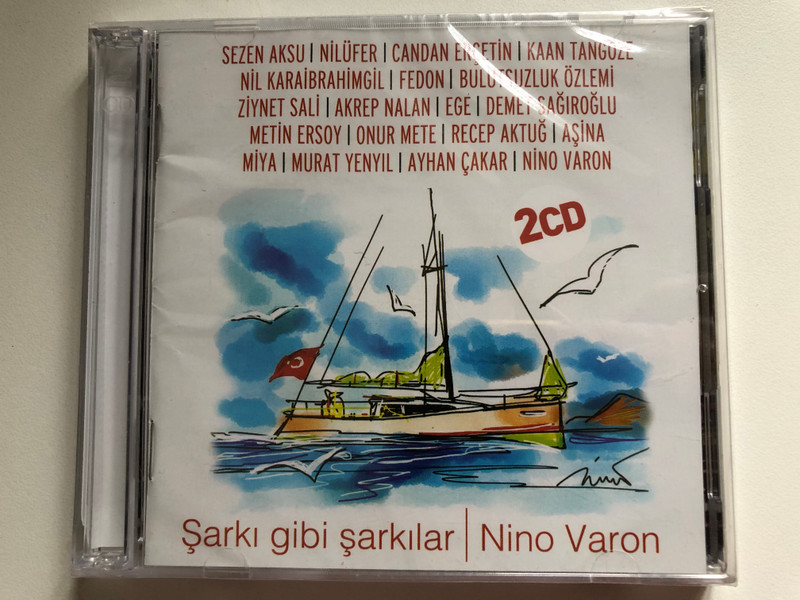 SEZEN AKSU | NİLÜFER | CANDAN ERÇETİN | KAAN TANGÖZE
NİL KARAİBRAHİMGİL | FEDON | BULUTSUZLUK ÖZLEMİ
ZİYNET SALİ | AKREP NALAN | EGE | DEMET SAĞIROĞLU
METİN ERSOY | ONUR METE | RECEP AKTUĞ | AŞİNA
MİYA | MURAT YENYIL | AYHAN ÇAKAR | NİNO VARON
2CD
Nino
Şarkı gibi şarkılar | Nino Varon